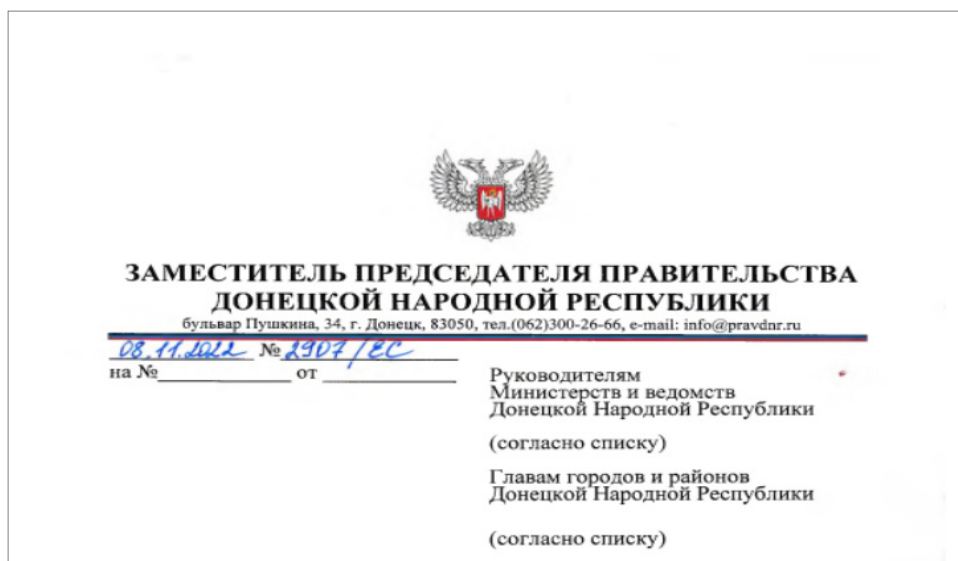 ЗАМЕСТИТЕЛЬ ПРЕДСЕДАТЕЛЯ ПРАВИТЕЛЬСТВА
ДОНЕЦКОЙ НАРОДНОЙ РЕСПУБЛИКИ
бульвар Пушкина, 34, г. Донецк, 83050, тел.(062)300-26-66, e-mail: info@pravdnr.ru
08.11.2022 № 2907/ЕС
на №____________ от ____________
Руководителям
Министерств и ведомств
Донецкой Народной Республики
(согласно списку)
Главам городов и районов
Донецкой Народной Республики
(согласно списку)